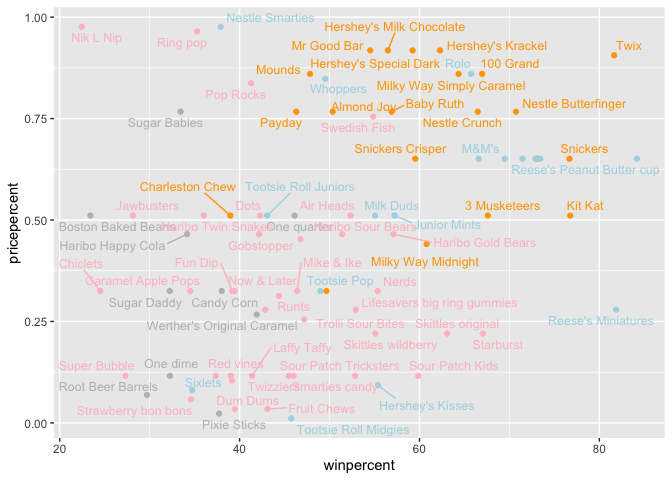 1.00
Nestle Smarties
Hershey's Milk Chocolate
Nik L Nip
Ring pop
Mr Good Bar
Hershey's Krackel
Twix
Mounds
Hershey's Special Dark
Rolo
100 Grand
Pop Rocks
Whoppers
Milky Way Simply Caramel
0.75
Sugar Babies
Payday
Almond Joy
Baby Ruth
Nestle Butterfinger
Swedish Fish
Nestle Crunch
Snickers Crisper
M&M's
Snickers
Reese's Peanut Butter cup
Charleston Chew
Tootsie Roll Juniors
0.50
Jawbusters
Dots
Air Heads
Milk Duds
3 Musketeers
Kit Kat
Boston Baked Beans
Haribo Twin Snakes
One quarter
Haribo Sour Bears
Junior Mints
Haribo Happy Cola
Gobstopper
Haribo Gold Bears
Chiclets
Fun Dip
Mike & Ike
Milky Way Midnight
Caramel Apple Pops
Now & Later
Tootsie Pop
Nerds
Sugar Daddy
Candy Corn
Runts
Lifesavers big ring gummies
0.25
Werther's Original Caramel
Trolli Sour Bites
Skittles original
Reese's Miniatures
Laffy Taffy
Skittles wildberry
Starburst
Super Bubble
One dime
Red vines
Sour Patch Tricksters
Sour Patch Kids
Root Beer Barrels
Sixlets
Twizzlers
Smarties candy
Strawberry bon bons
Dum Dums
Fruit Chews
Hershey's Kisses
0.00
Pixie Sticks
Tootsie Roll Midgies
20
40
60
80
winpercent
pricepercent